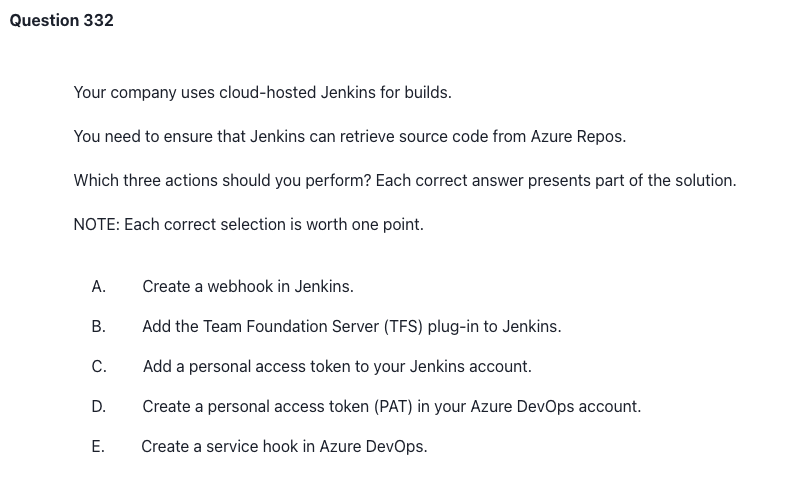 Question 332
Your company uses cloud-hosted Jenkins for builds.
You need to ensure that Jenkins can retrieve source code from Azure Repos.
Which three actions should you perform? Each correct answer presents part of the solution.
NOTE: Each correct selection is worth one point.
A. Create a webhook in Jenkins.
B. Add the Team Foundation Server (TFS) plug-in to Jenkins.
C. Add a personal access token to your Jenkins account.
D. Create a personal access token (PAT) in your Azure DevOps account.
E. Create a service hook in Azure DevOps.